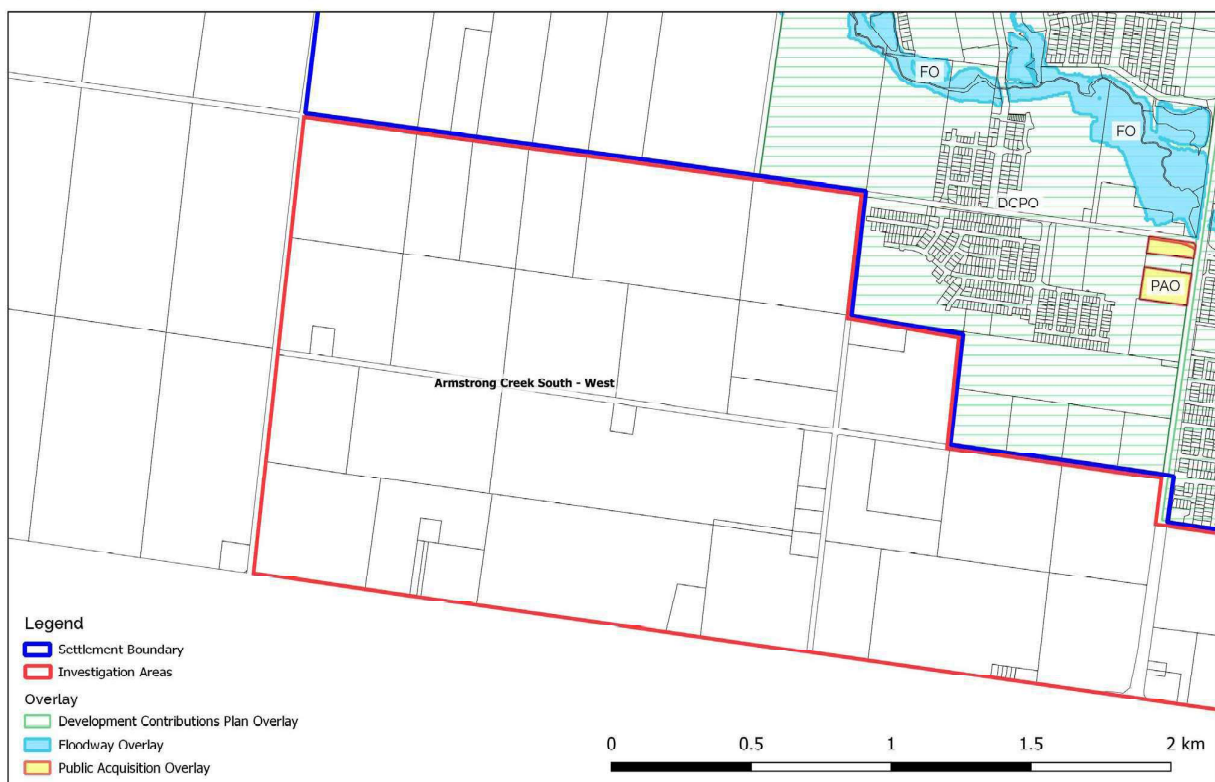 FO
FO
DCPO
PAO
Armstrong Creek South - West
Legend
Settlement Boundary
Investigation Areas
Overlay
Development Contributions Plan Overlay
Floodway Overlay
Public Acquisition Overlay
0 0.5 1 1.5 2 km